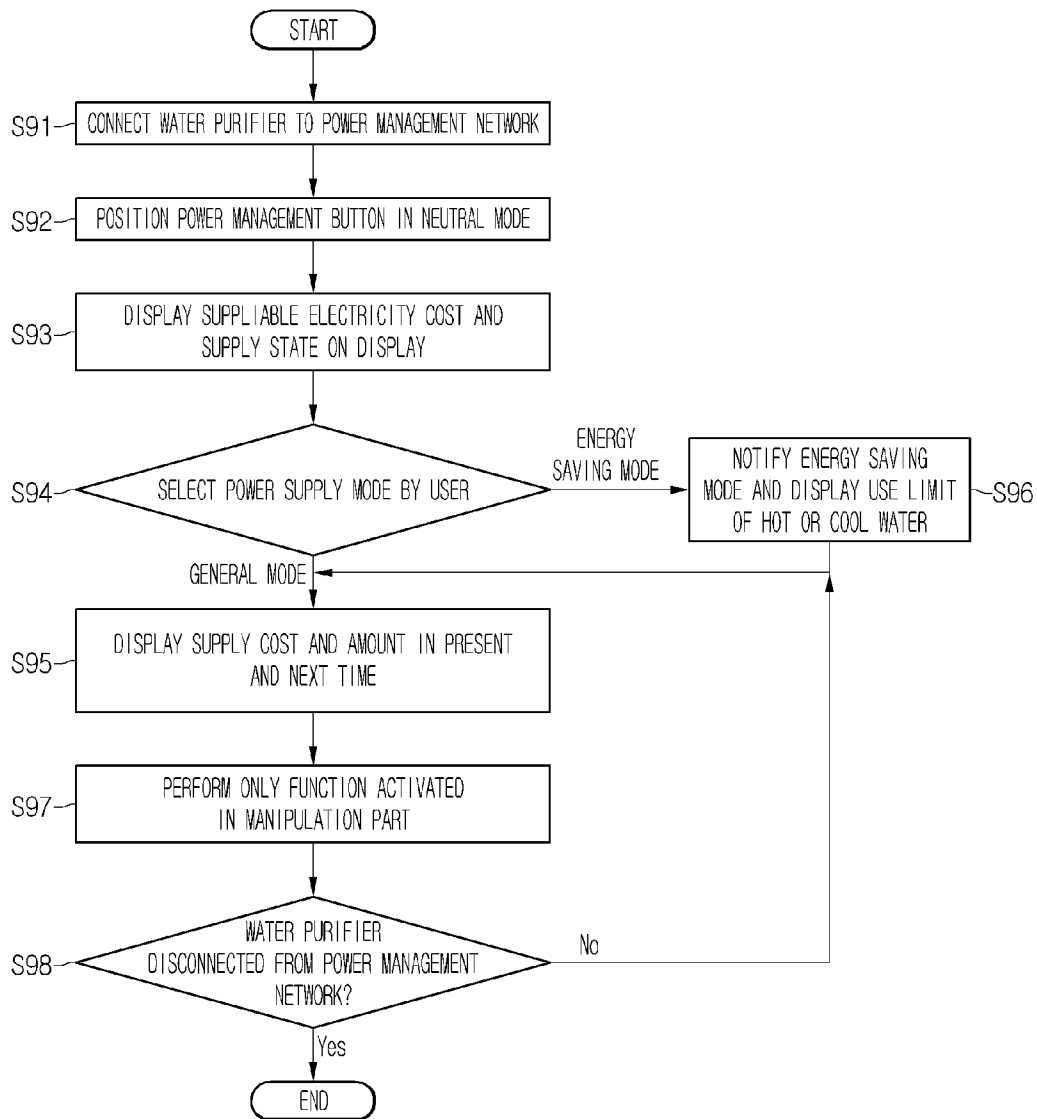 START
S91
CONNECT WATER PURIFIER TO POWER MANAGEMENT NETWORK
S92
POSITION POWER MANAGEMENT BUTTON IN NEUTRAL MODE
S93
DISPLAY SUPPLIABLE ELECTRICITY COST AND
SUPPLY STATE ON DISPLAY
S94
SELECT POWER SUPPLY MODE BY USER
ENERGY
SAVING MODE
NOTIFY ENERGY SAVING
MODE AND DISPLAY USE LIMIT
OF HOT OR COOL WATER
S96
GENERAL MODE
S95
DISPLAY SUPPLY COST AND AMOUNT IN PRESENT
AND NEXT TIME
S97
PERFORM ONLY FUNCTION ACTIVATED
IN MANIPULATION PART
S98
WATER PURIFIER
DISCONNECTED FROM POWER MANAGEMENT
NETWORK?
No
Yes
END